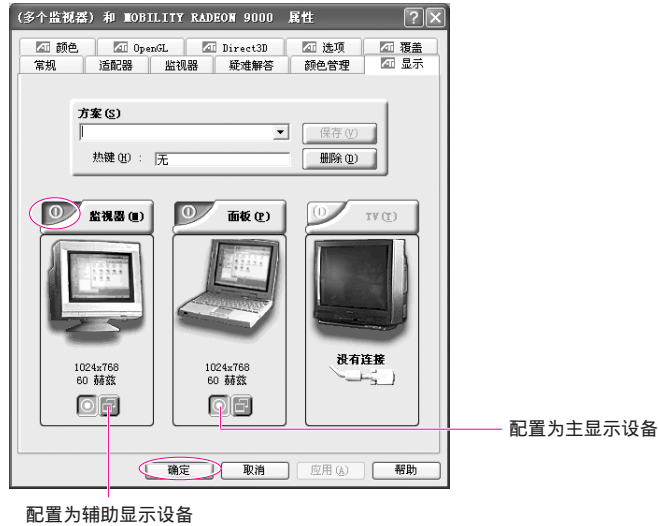 (多个监视器) 和 MOBILITY RADEON 9000 属性
颜色 OpenGL Direct3D 选项 覆盖
常规 适配器 监视器 疑难解答 颜色管理 显示
方案(S)
保存(V)
热键(H) : 无 删除(D)
监视器(M) 面板(P) TV(T)
没有连接
1024x768 1024x768
60 赫兹 60 赫兹
配置为主显示设备
确定 取消 应用(A) 帮助
配置为辅助显示设备